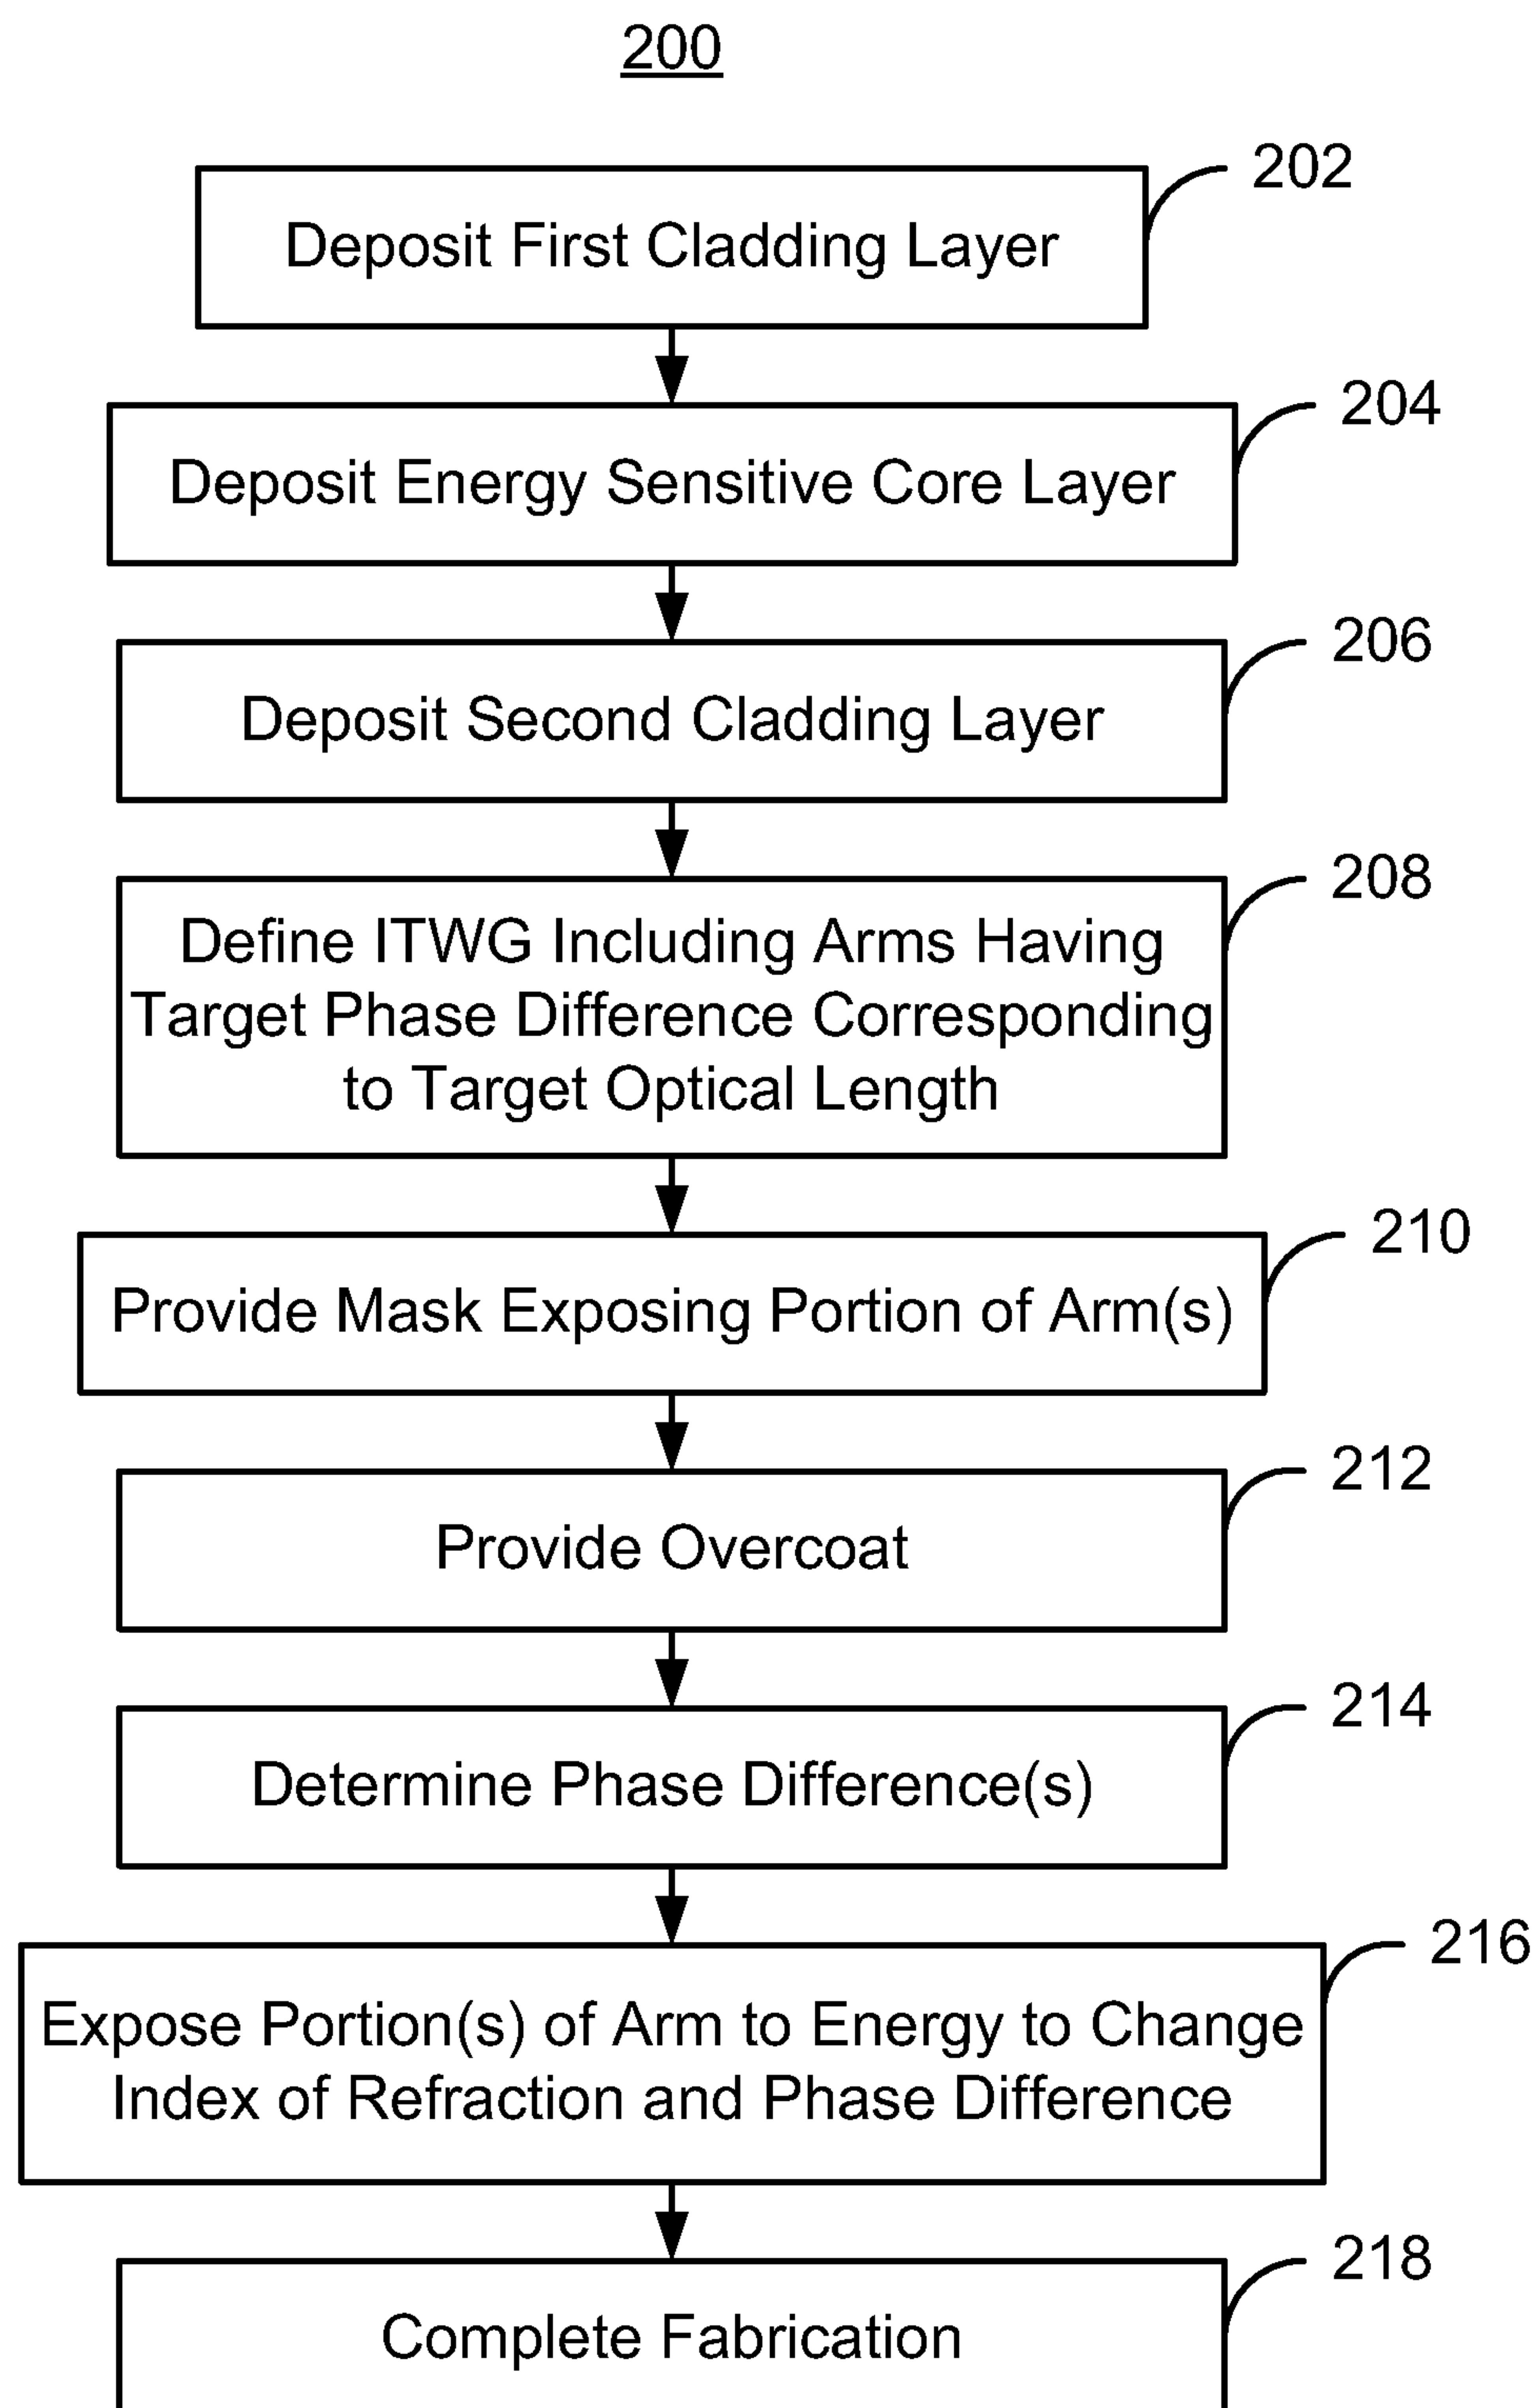 200
202
Deposit First Cladding Layer
204
Deposit Energy Sensitive Core Layer
206
Deposit Second Cladding Layer
208
Define ITWG Including Arms Having
Target Phase Difference Corresponding
to Target Optical Length
210
Provide Mask Exposing Portion of Arm(s)
212
Provide Overcoat
214
Determine Phase Difference(s)
216
Expose Portion(s) of Arm to Energy to Change
Index of Refraction and Phase Difference
218
Complete Fabrication